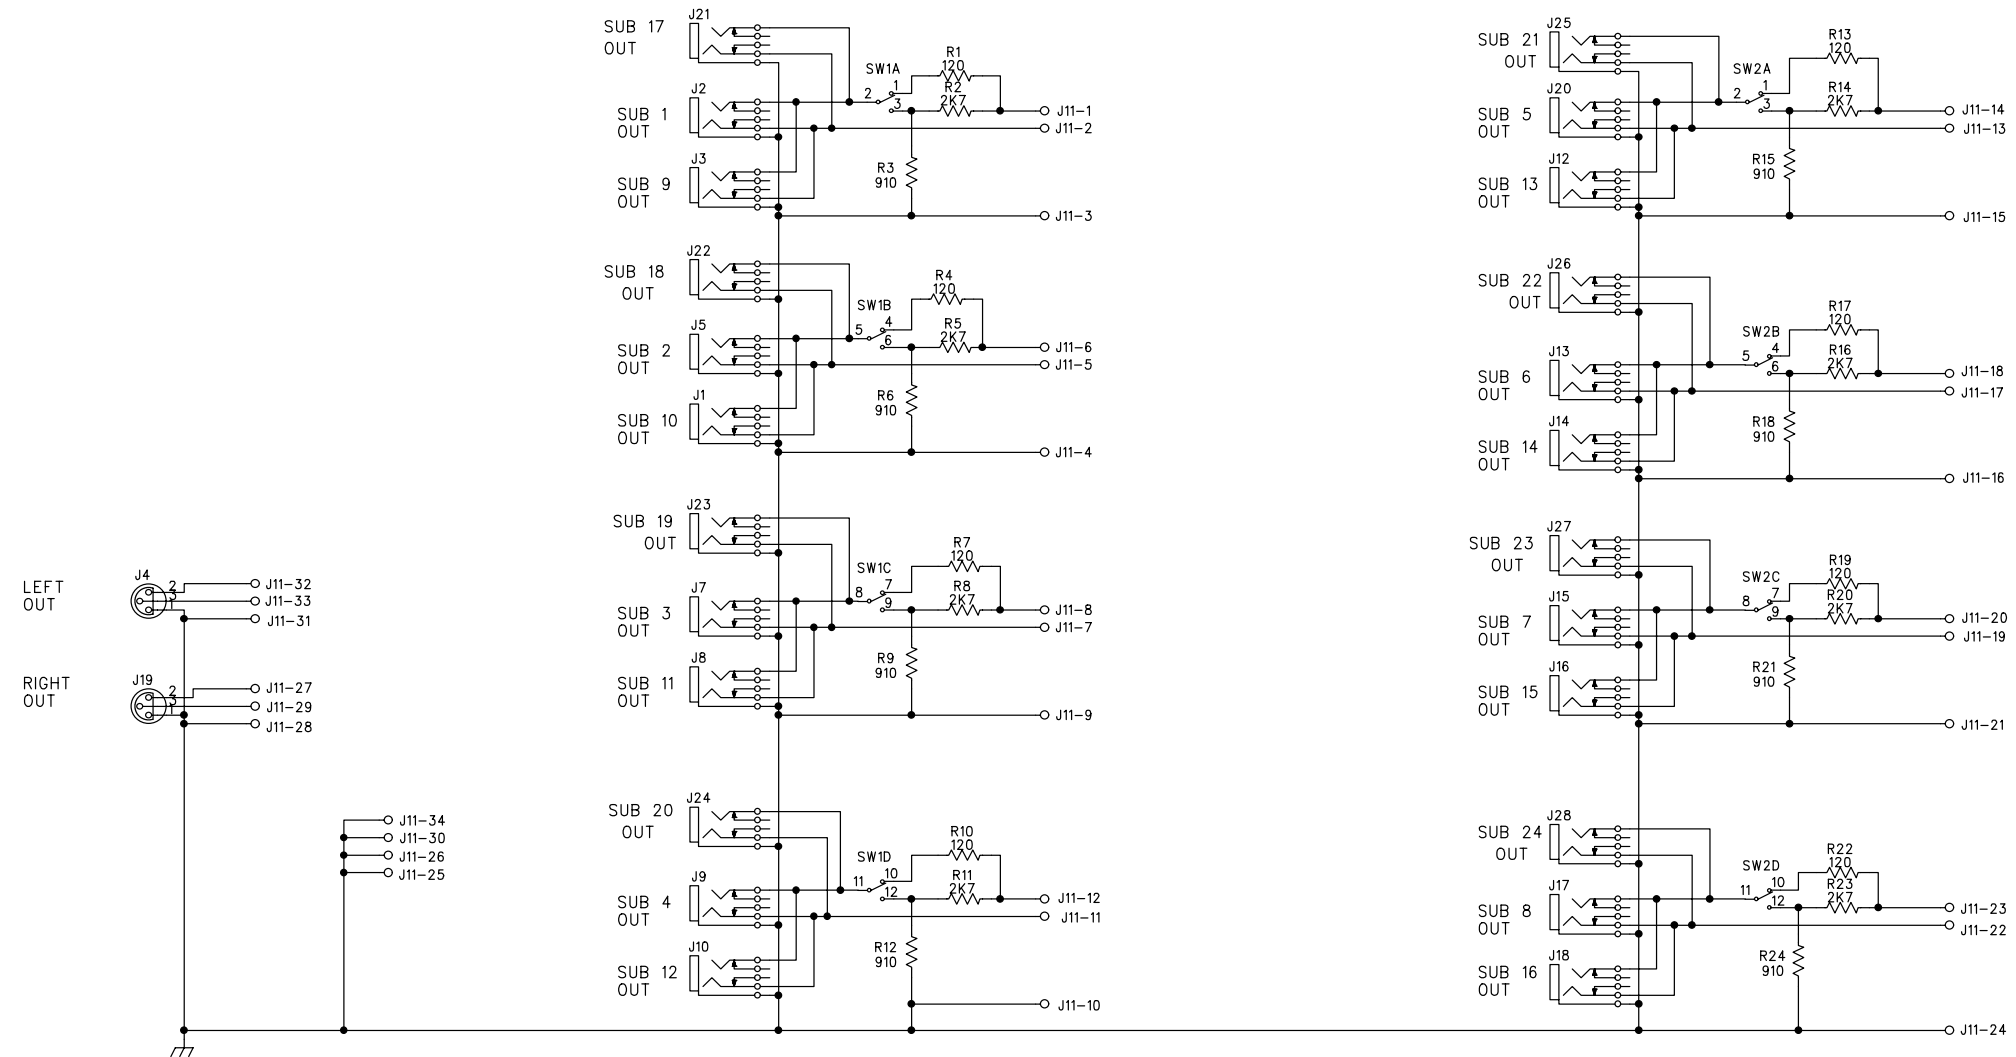 LEFT
OUT
J4
2
3
1
J11-32
J11-33
J11-31
RIGHT
OUT
J19
2
3
1
J11-27
J11-29
J11-28
J11-34
J11-30
J11-26
J11-25
SUB 17
OUT
J21
SUB 1
OUT
J2
SUB 9
OUT
J3
SW1A
2
1
3
R1
120
R2
2K7
R3
910
J11-1
J11-2
J11-3
SUB 18
OUT
J22
SUB 2
OUT
J5
SUB 10
OUT
J1
SW1B
5
4
6
R4
120
R5
2K7
R6
910
J11-6
J11-5
J11-4
SUB 19
OUT
J23
SUB 3
OUT
J7
SUB 11
OUT
J8
SW1C
8
7
9
R7
120
R8
2K7
R9
910
J11-8
J11-7
J11-9
SUB 20
OUT
J24
SUB 4
OUT
J9
SUB 12
OUT
J10
SW1D
11
10
12
R10
120
R11
2K7
R12
910
J11-12
J11-11
J11-10
SUB 21
OUT
J25
SUB 5
OUT
J20
SUB 13
OUT
J12
SW2A
2
1
3
R13
120
R14
2K7
R15
910
J11-14
J11-13
J11-15
SUB 22
OUT
J26
SUB 6
OUT
J13
SUB 14
OUT
J14
SW2B
5
4
6
R17
120
R16
2K7
R18
910
J11-18
J11-17
J11-16
SUB 23
OUT
J27
SUB 7
OUT
J15
SUB 15
OUT
J16
SW2C
8
7
9
R19
120
R20
2K7
R21
910
J11-20
J11-19
J11-21
SUB 24
OUT
J28
SUB 8
OUT
J17
SUB 16
OUT
J18
SW2D
11
10
12
R22
120
R23
2K7
R24
910
J11-23
J11-22
J11-24